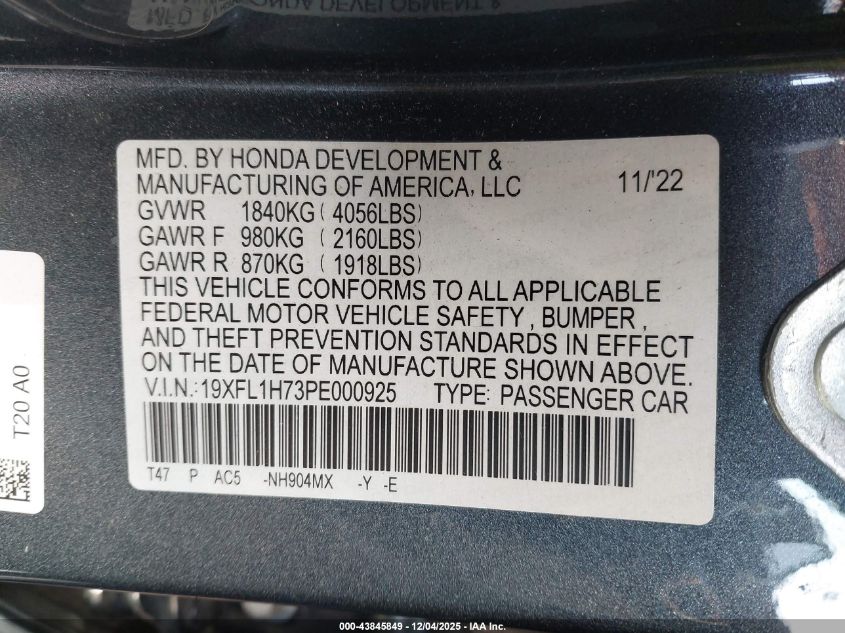 MFD. BY HONDA DEVELOPMENT &
MANUFACTURING OF AMERICA, LLC 11/'22
GVWR 1840KG ( 4056LBS)
GAWR F 980KG ( 2160LBS)
GAWR R 870KG ( 1918LBS)
THIS VEHICLE CONFORMS TO ALL APPLICABLE
FEDERAL MOTOR VEHICLE SAFETY , BUMPER ,
AND THEFT PREVENTION STANDARDS IN EFFECT
ON THE DATE OF MANUFACTURE SHOWN ABOVE.
V.I.N.:19XFL1H73PE000925 TYPE: PASSENGER CAR
T47 P AC5 -NH904MX -Y -E
T20 A0
000-43845849 - 12/04/2025 - IAA Inc.